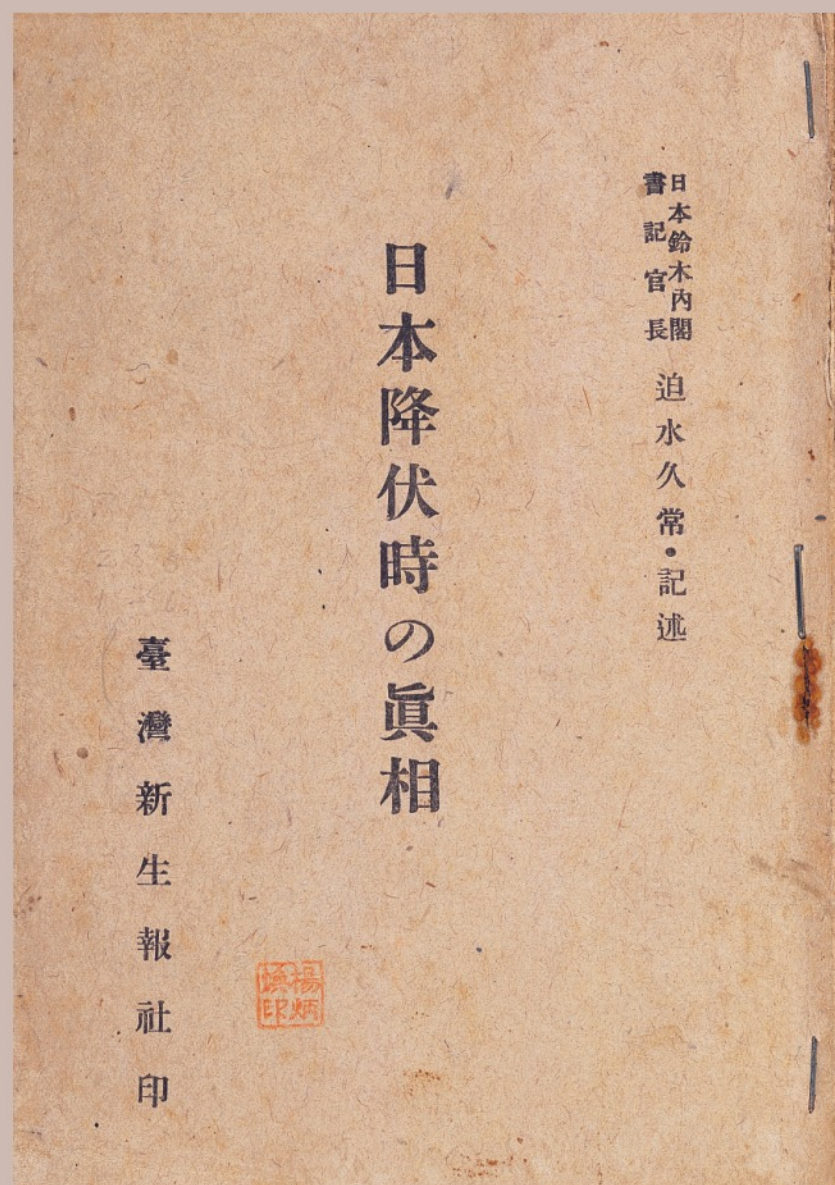 日本鈴木內閣
書記官長
迫水久常・記述
日本降伏時の眞相
臺灣新生報社印
楊炳
煥印